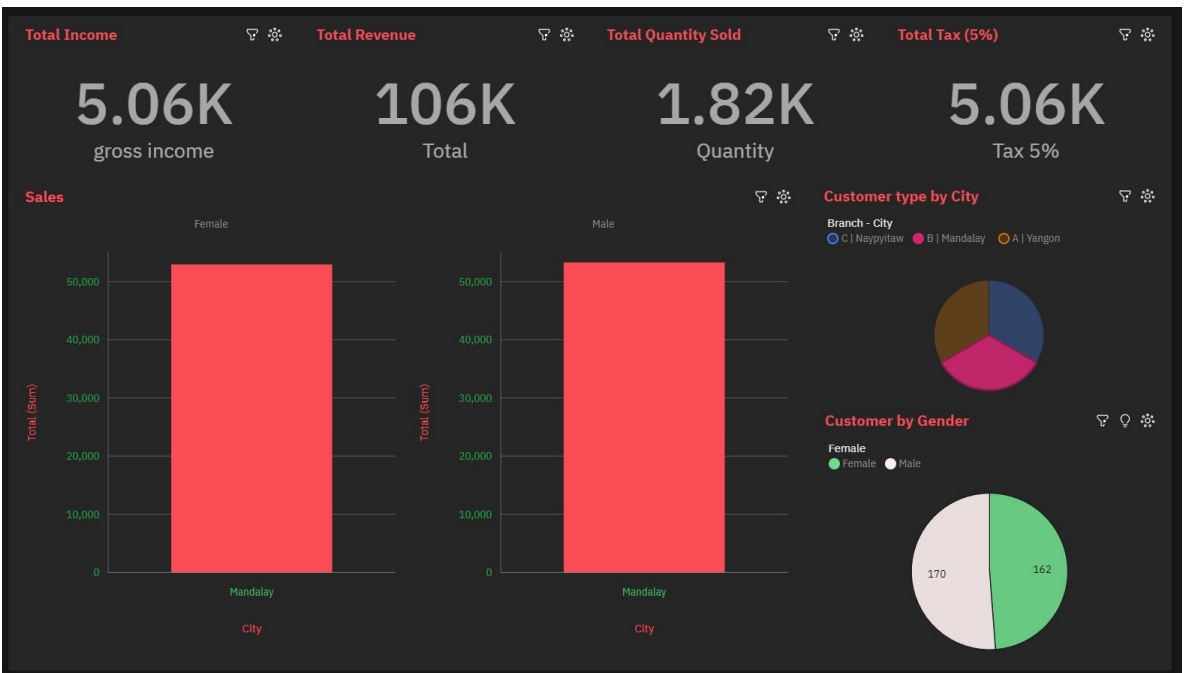 Total Income
Total Revenue
Total Quantity Sold
Total Tax (5%)
5.06K
106K
1.82K
5.06K
gross income
Total
Quantity
Tax 5%
Sales
Female
Male
Total (Sum)
50,000
40,000
30,000
20,000
10,000
0
Mandalay
City
Total (Sum)
50,000
40,000
30,000
20,000
10,000
0
Mandalay
City
Customer type by City
Branch - City
C | Naypyitaw B | Mandalay A | Yangon
Customer by Gender
Female
Female Male
170
162